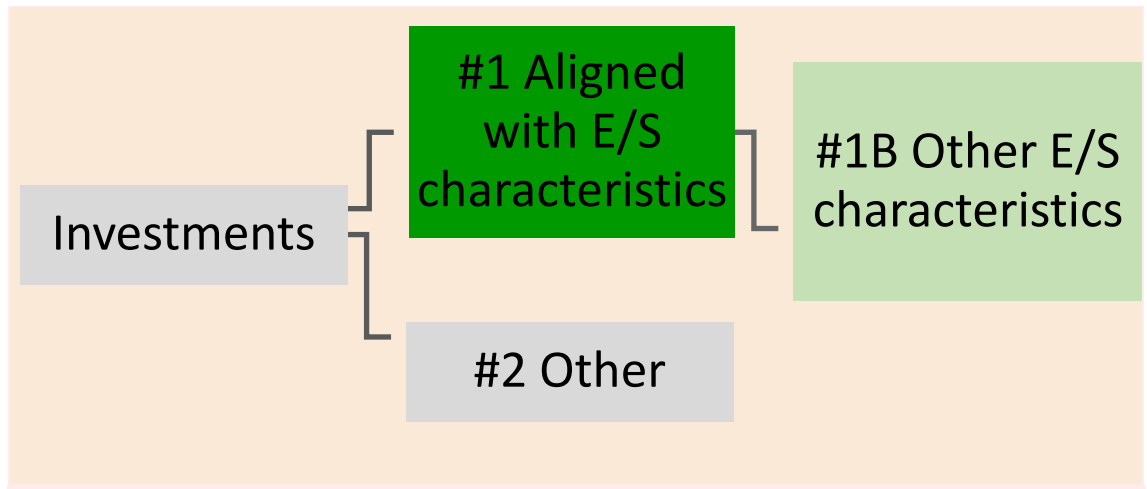 #1 Aligned
with E/S
characteristics
#1B Other E/S
characteristics
Investments
#2 Other